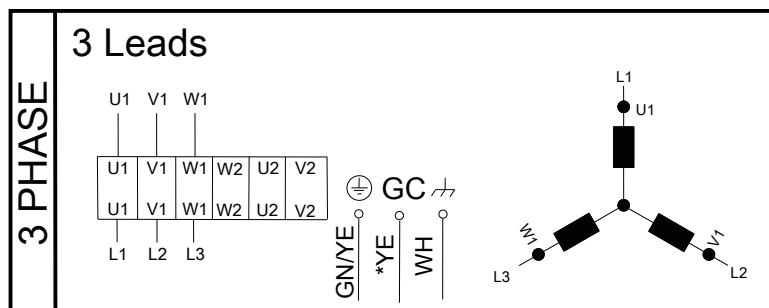 3 PHASE
3 Leads
U1 V1 W1
U1 V1 W1 W2 U2 V2
U1 V1 W1 W2 U2 V2
L1 L2 L3
GC
GN/YE
*YE
WH
L1
U1
W1
L3
V1
L2